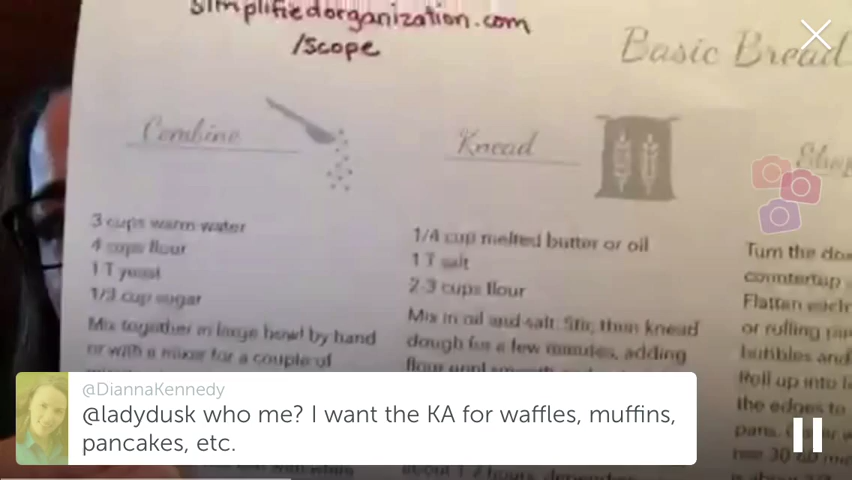 simplifiedorganization.com
/scope
Basic Bread
Combine
3 cups warm water
4 cups flour
1 T yeast
1/3 cup sugar
Mix together in large bowl by hand
or with a mixer for a couple of
Knead
1/4 cup melted butter or oil
1 T salt
2-3 cups flour
Mix in oil and salt. Stir, then knead
dough for a few minutes, adding
flour until smooth
Turn the
countertop
Flatten
or rolling
bubbles and
Roll up into
the edges to
pans.
@DiannaKennedy
@ladydusk who me? I want the KA for waffles, muffins,
pancakes, etc.